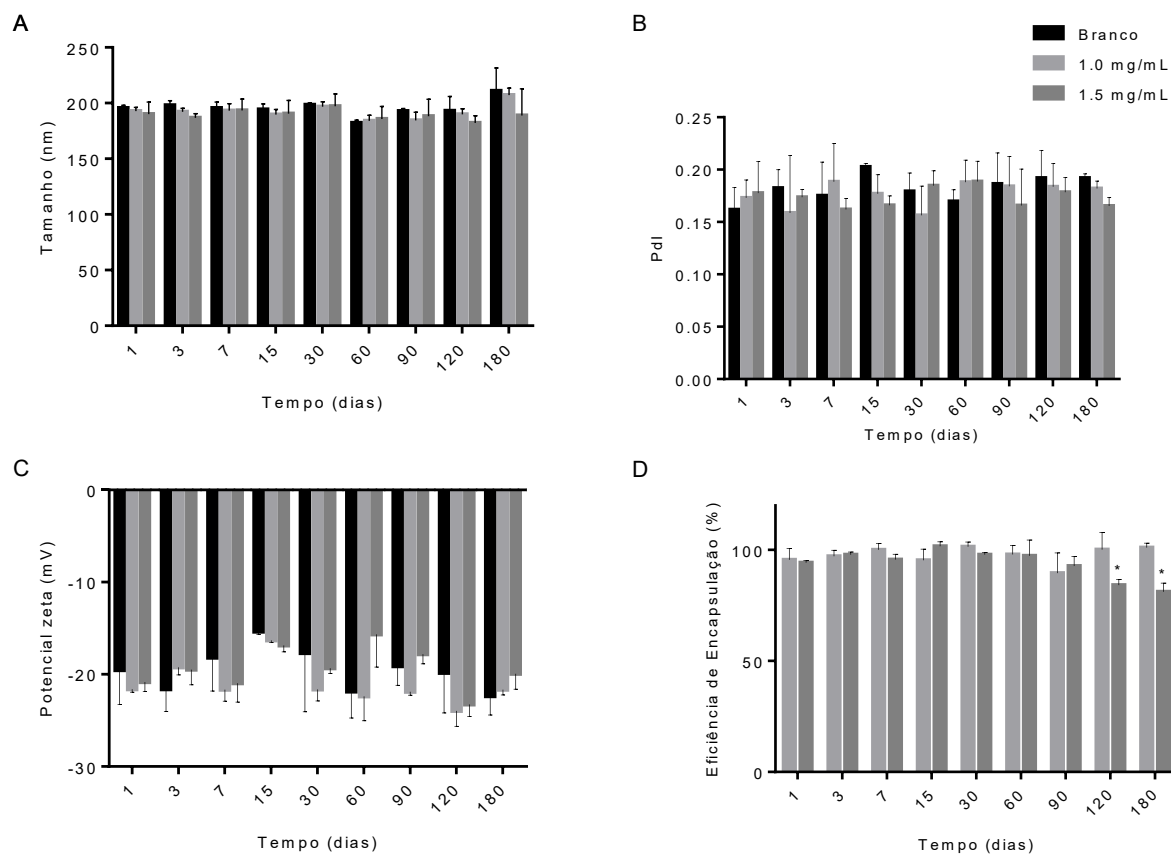 A
250
200
150
100
50
0
Tamanho (nm)
1 3 7 15 30 60 90 120 180
Tempo (dias)
B
Branco
1.0 mg/mL
1.5 mg/mL
0.25
0.20
0.15
0.10
0.05
0.00
PdI
1 3 7 15 30 60 90 120 180
Tempo (dias)
C
0
-10
-20
-30
Potencial zeta (mV)
1 3 7 15 30 60 90 120 180
Tempo (dias)
D
100
50
0
Eficiência de Encapsulação (%)
* *
1 3 7 15 30 60 90 120 180
Tempo (dias)